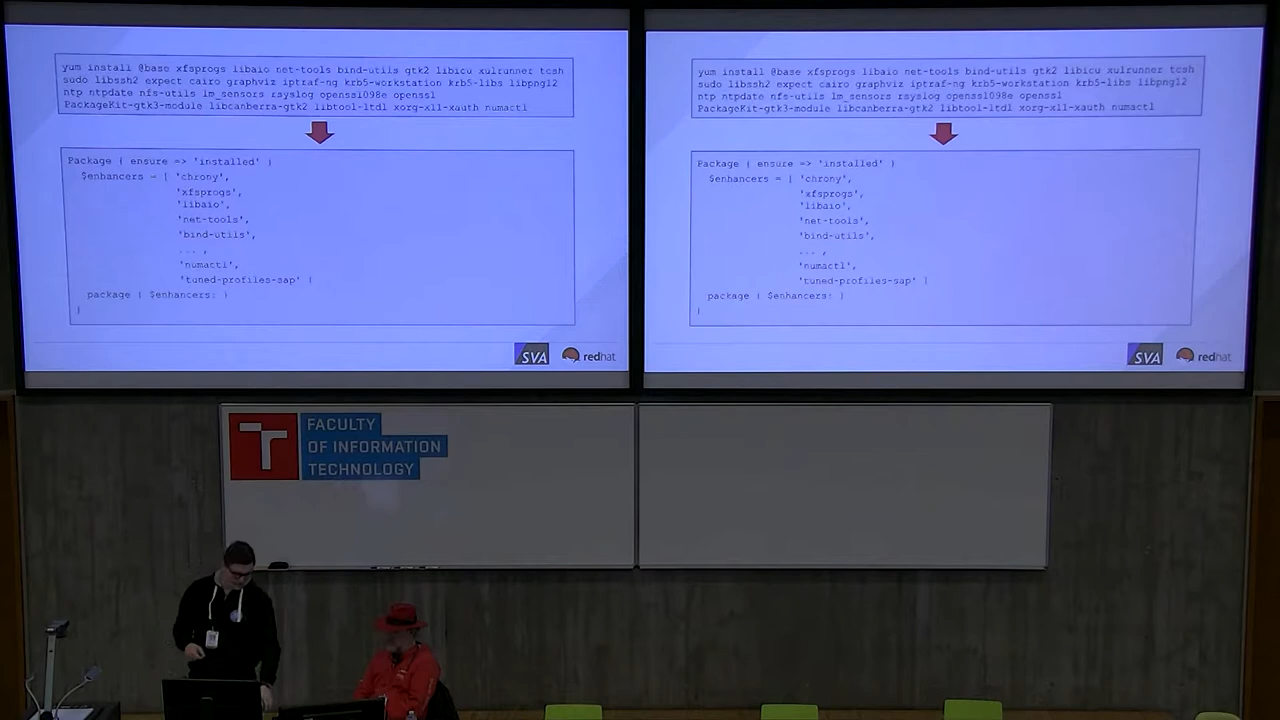 yum install @base xfsprogs libaio net-tools bind-utils gtk2 libicu xulrunner tcsh
sudo libssh2 expect cairo graphviz iptraf-ng krb5-workstation krb5-libs libpng12
ntp ntpdate nfs-utils lm_sensors rsyslog openssl098e openssl
PackageKit-gtk3-module libcanberra-gtk2 libtool-ltdl xorg-x11-xauth numactl
Package { ensure => 'installed' }
$enhancers = [ 'chrony',
'xfsprogs',
'libaio',
'net-tools',
'bind-utils',
... ,
'numactl',
'tuned-profiles-sap' ]
package { $enhancers: }
}
SVA redhat
yum install @base xfsprogs libaio net-tools bind-utils gtk2 libicu xulrunner tcsh
sudo libssh2 expect cairo graphviz iptraf-ng krb5-workstation krb5-libs libpng12
ntp ntpdate nfs-utils lm_sensors rsyslog openssl098e openssl
PackageKit-gtk3-module libcanberra-gtk2 libtool-ltdl xorg-x11-xauth numactl
Package { ensure => 'installed' }
$enhancers = [ 'chrony',
'xfsprogs',
'libaio',
'net-tools',
'bind-utils',
... ,
'numactl',
'tuned-profiles-sap' ]
package { $enhancers: }
}
SVA redhat
T FACULTY
OF INFORMATION
TECHNOLOGY